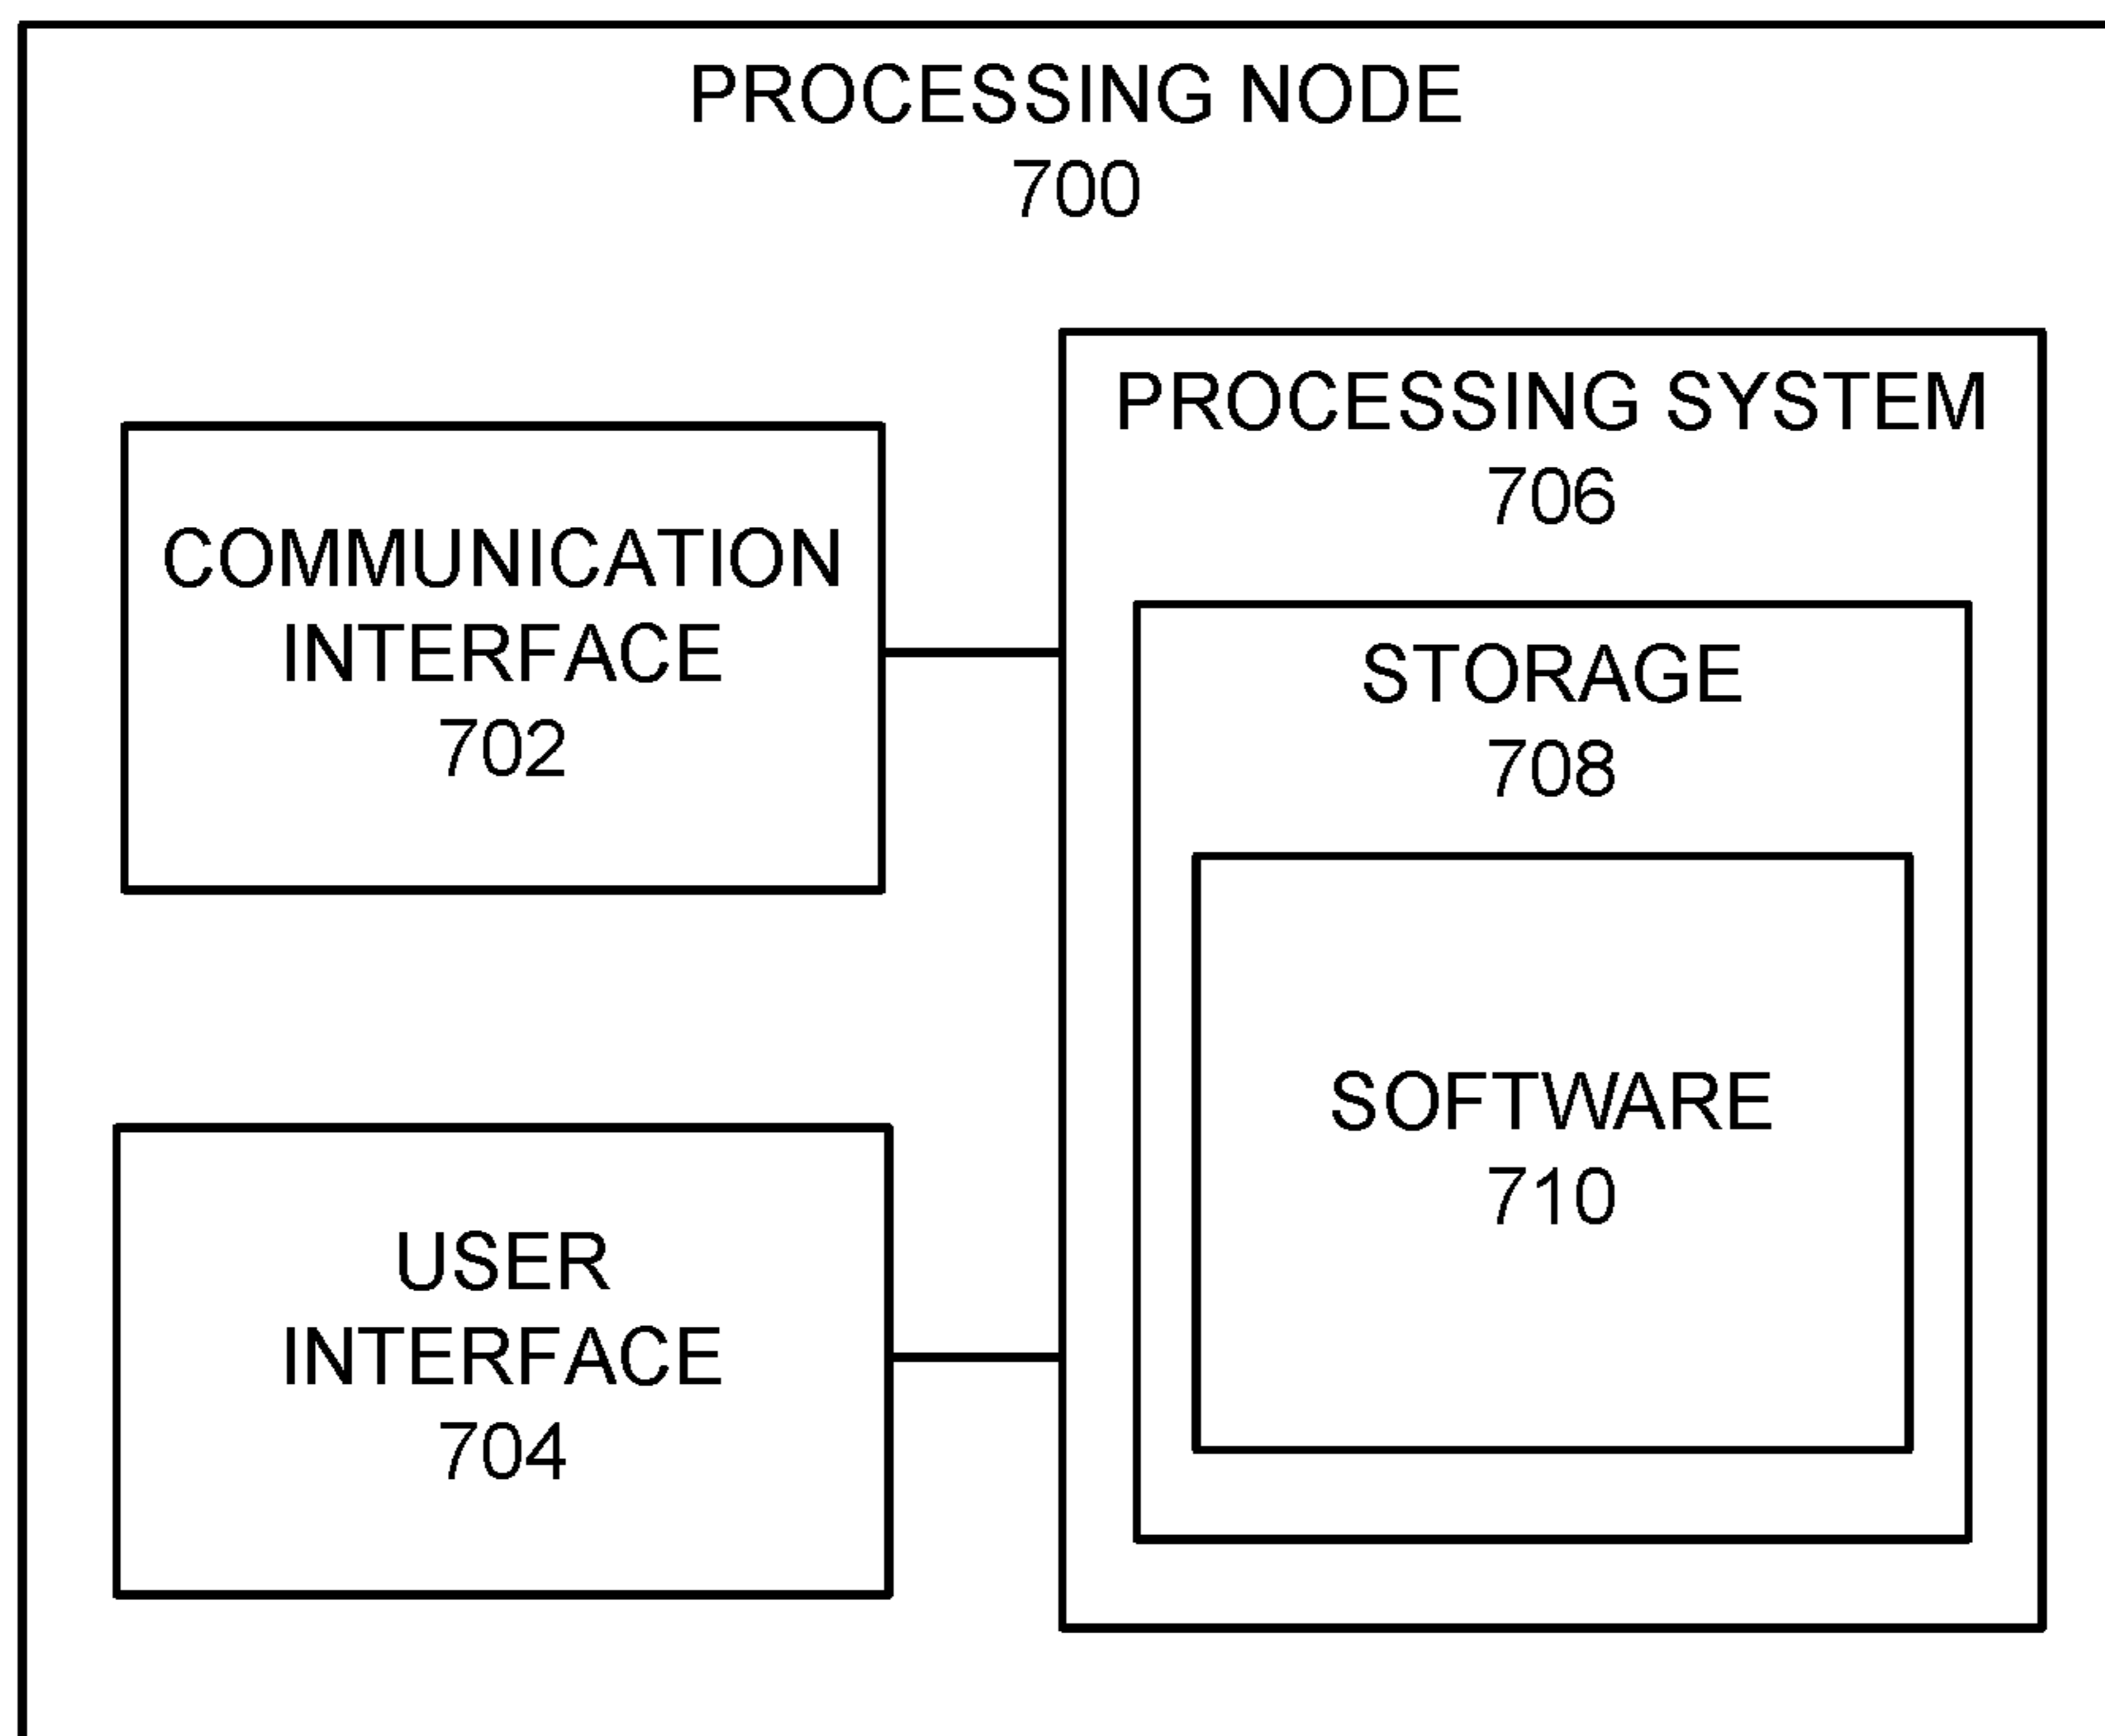 PROCESSING NODE
700
COMMUNICATION
INTERFACE
702
USER
INTERFACE
704
PROCESSING SYSTEM
706
STORAGE
708
SOFTWARE
710